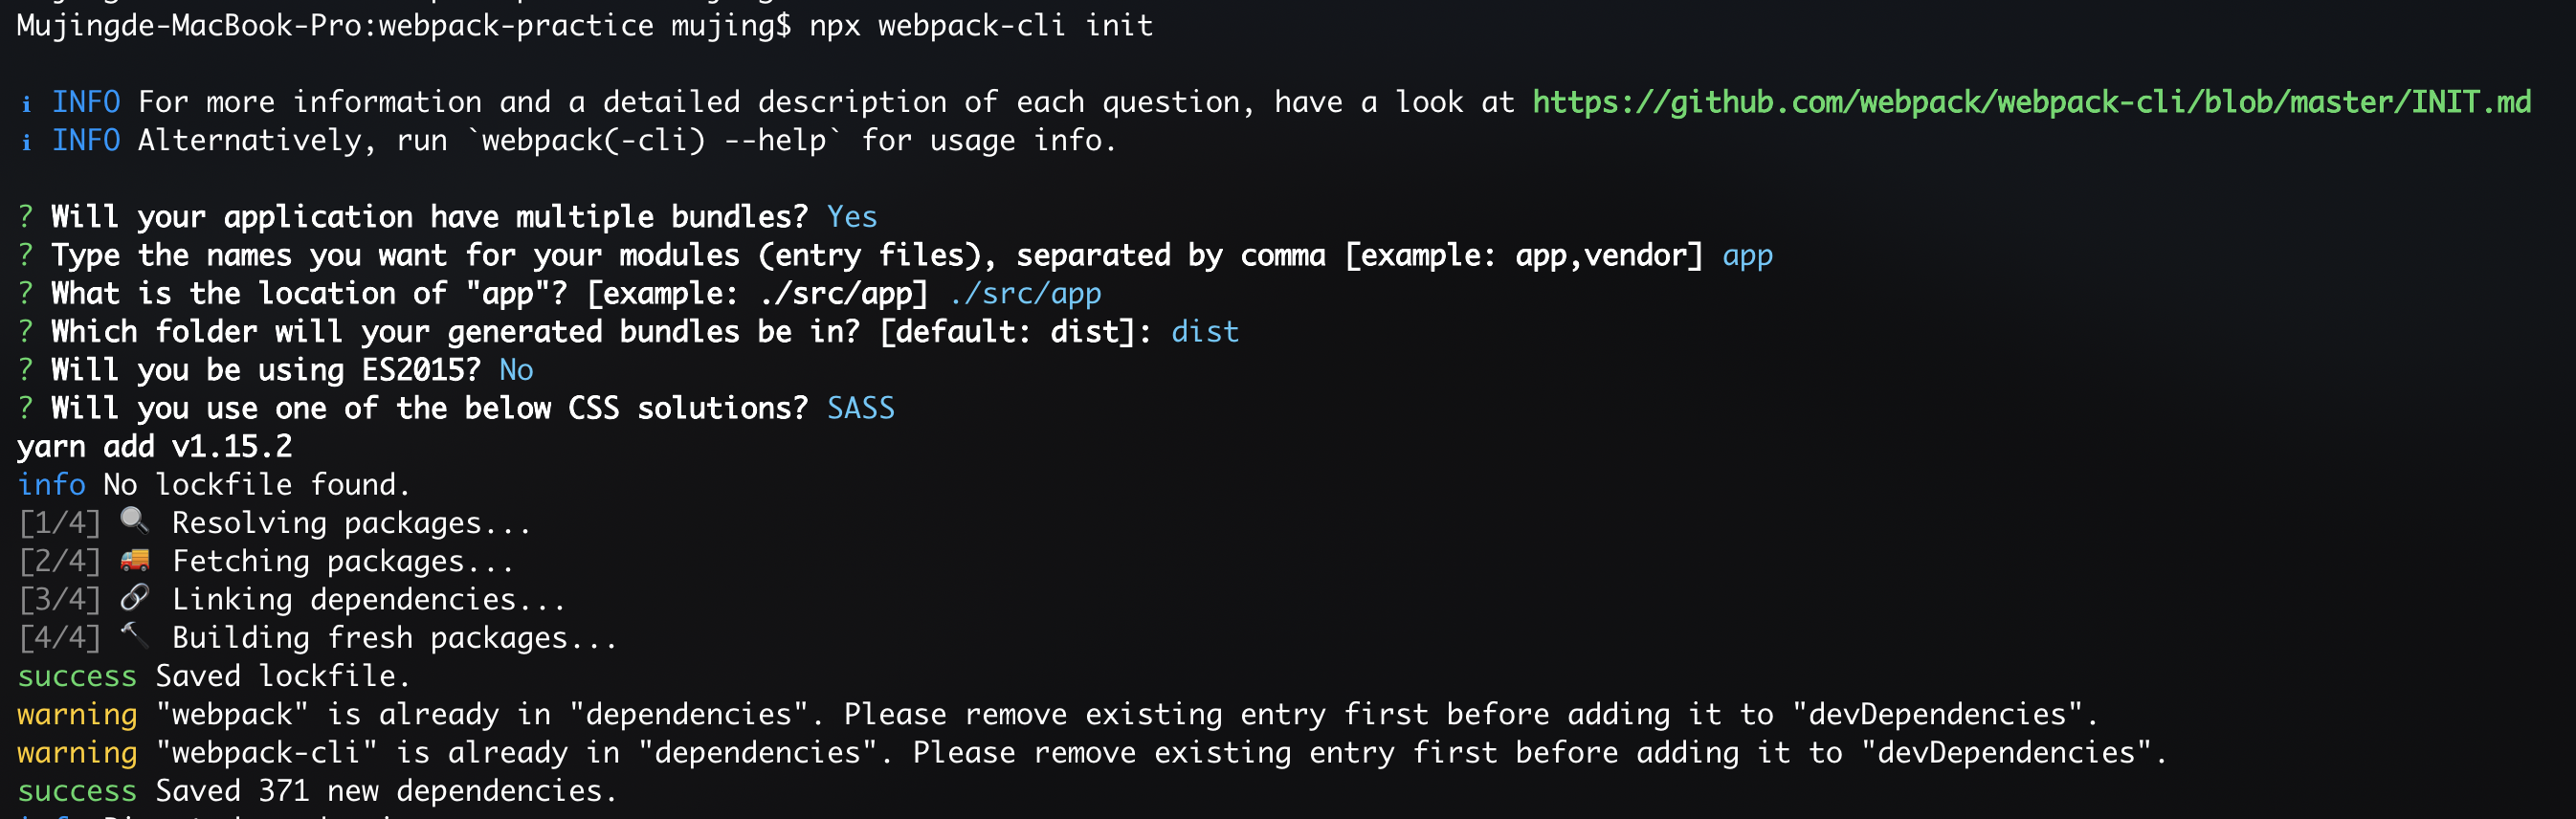 Mujingde-MacBook-Pro:webpack-practice mujing$ npx webpack-cli init
i INFO For more information and a detailed description of each question, have a look at https://github.com/webpack/webpack-cli/blob/master/INIT.md
i INFO Alternatively, run `webpack(-cli) --help` for usage info.
? Will your application have multiple bundles? Yes
? Type the names you want for your modules (entry files), separated by comma [example: app,vendor] app
? What is the location of "app"? [example: ./src/app] ./src/app
? Which folder will your generated bundles be in? [default: dist]: dist
? Will you be using ES2015? No
? Will you use one of the below CSS solutions? SASS
yarn add v1.15.2
info No lockfile found.
[1/4] 🔍 Resolving packages...
[2/4] 🚚 Fetching packages...
[3/4] 🔗 Linking dependencies...
[4/4] 🔨 Building fresh packages...
success Saved lockfile.
warning "webpack" is already in "dependencies". Please remove existing entry first before adding it to "devDependencies".
warning "webpack-cli" is already in "dependencies". Please remove existing entry first before adding it to "devDependencies".
success Saved 371 new dependencies.